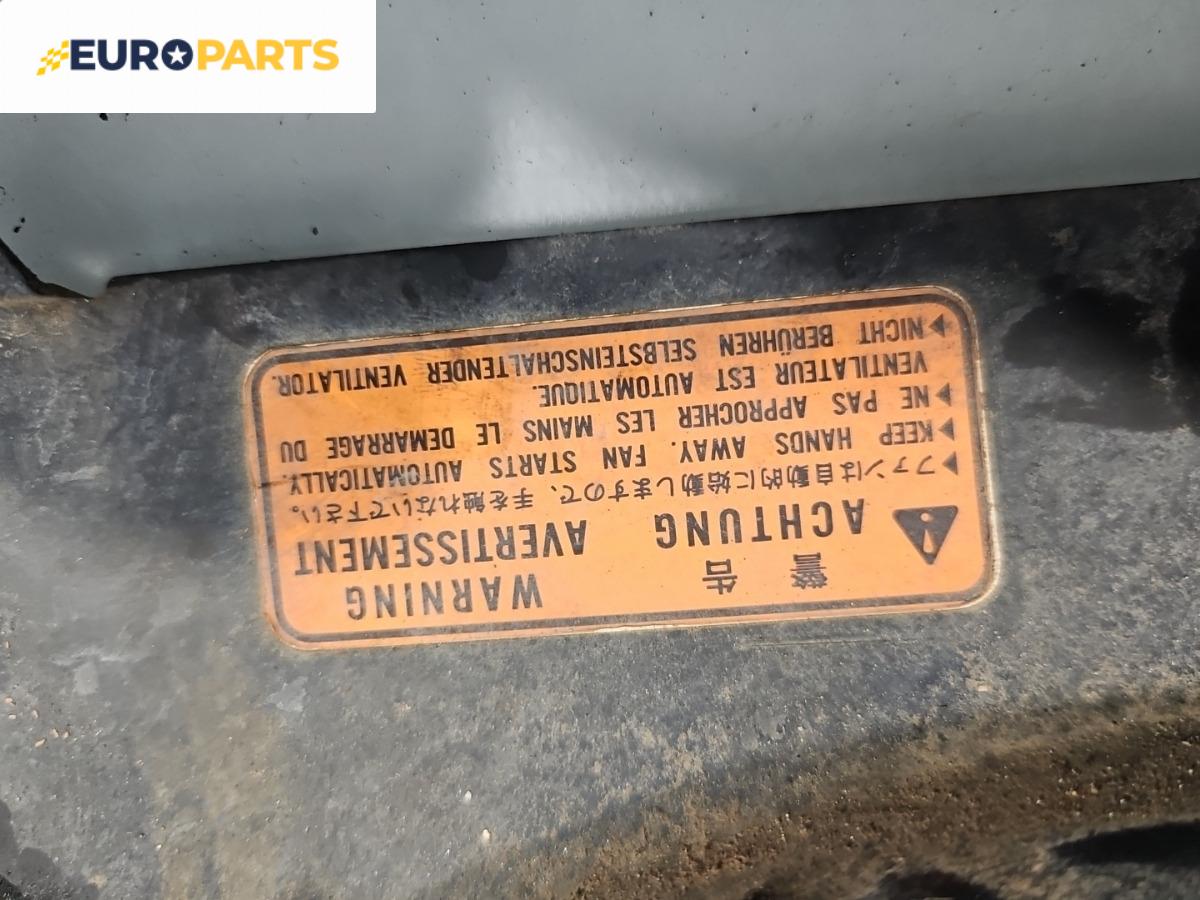 EUROPARTS
警告 WARNING
ACHTUNG AVERTISSEMENT
ファンは自動的に始動しますので、手を触れないで下さい。
KEEP HANDS AWAY. FAN STARTS AUTOMATICALLY.
NE PAS APPROCHER LES MAINS LE DEMARRAGE DU
VENTILATEUR EST AUTOMATIQUE.
NICHT BERÜHREN SELBSTEINSCHALTENDER VENTILATOR.